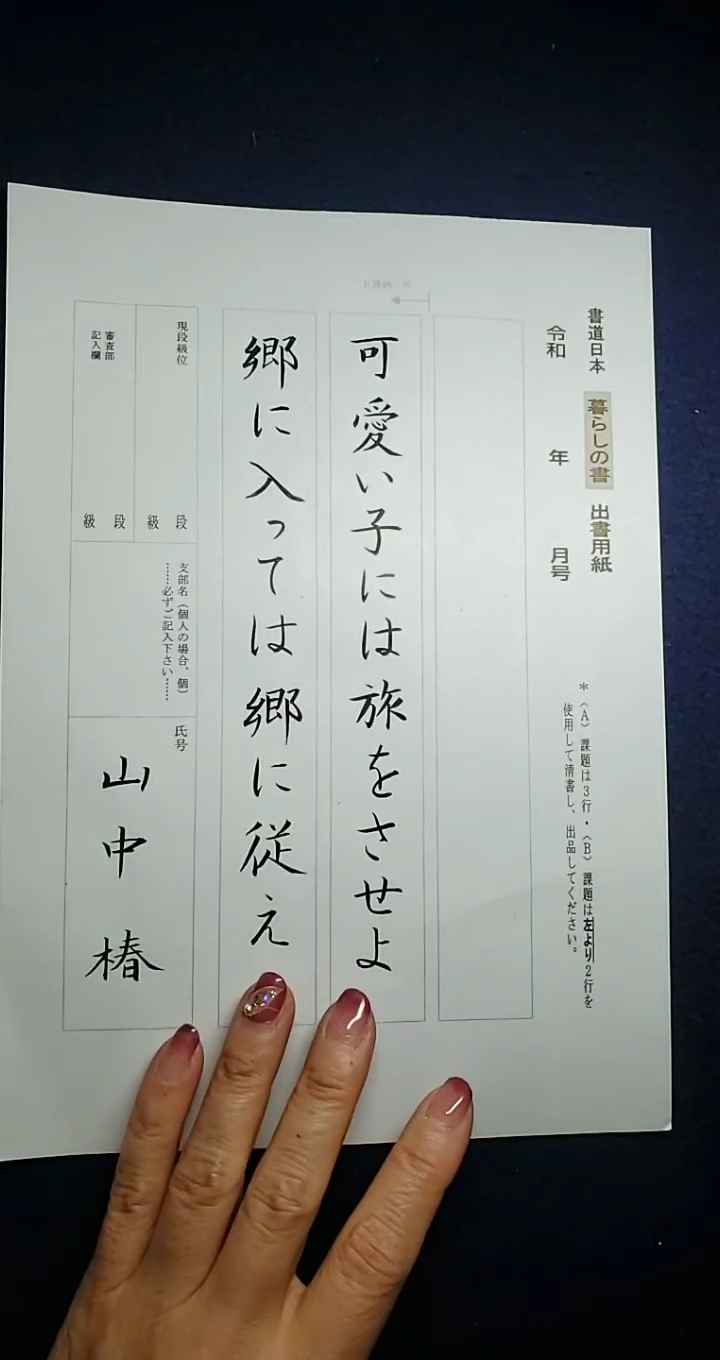 書道日本 暮らしの書 出書用紙
令和 年 月号
＊〈A〉課題は3行・〈B〉課題は左より2行を
使用して清書し、出品してください。
可愛い子には旅をさせよ
郷に入っては郷に従え
現段級位
段
級
審査部
記入欄
段
級
支部名（個人の場合、個）
……必ずご記入下さい……
氏号
山中椿